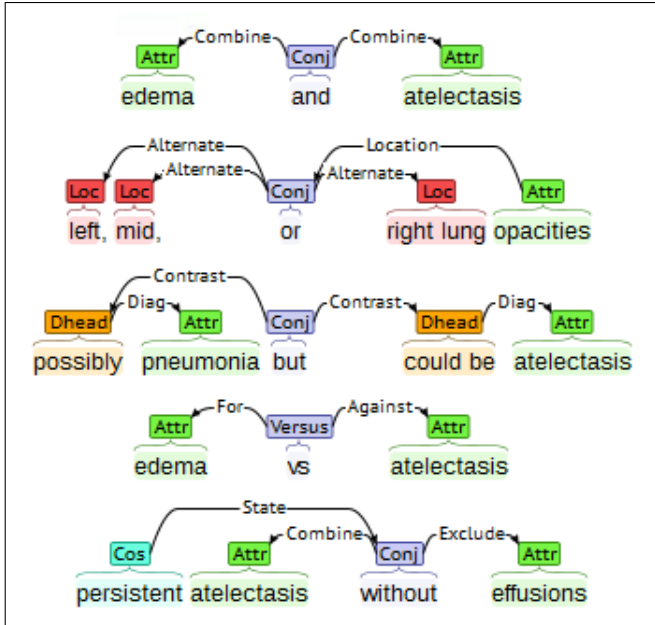 Combine Combine
Attr Conj Attr
edema and atelectasis
Alternate Location
Alternate Alternate
Loc Loc Conj Loc Attr
left, mid, or right lung opacities
Contrast
Diag Contrast Diag
Dhead Attr Conj Dhead Attr
possibly pneumonia but could be atelectasis
For Against
Attr Versus Attr
edema vs atelectasis
State
Combine Exclude
Cos Attr Conj Attr
persistent atelectasis without effusions